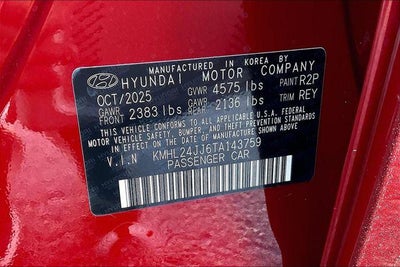 MANUFACTURED IN KOREA BY
HYUNDAI MOTOR COMPANY
OCT/2025 GVWR 4575 lbs PAINT R2P
GAWR FRONT 2383 lbs GAWR REAR 2136 lbs TRIM REY
THIS VEHICLE CONFORMS TO ALL APPLICABLE FEDERAL
MOTOR VEHICLE SAFETY, BUMPER, AND THEFT PREVENTION
STANDARDS IN EFFECT ON THE DATE OF
MANUFACTURE SHOWN ABOVE.
V.I.N KMHL24JJ6TA143759
PASSENGER CAR